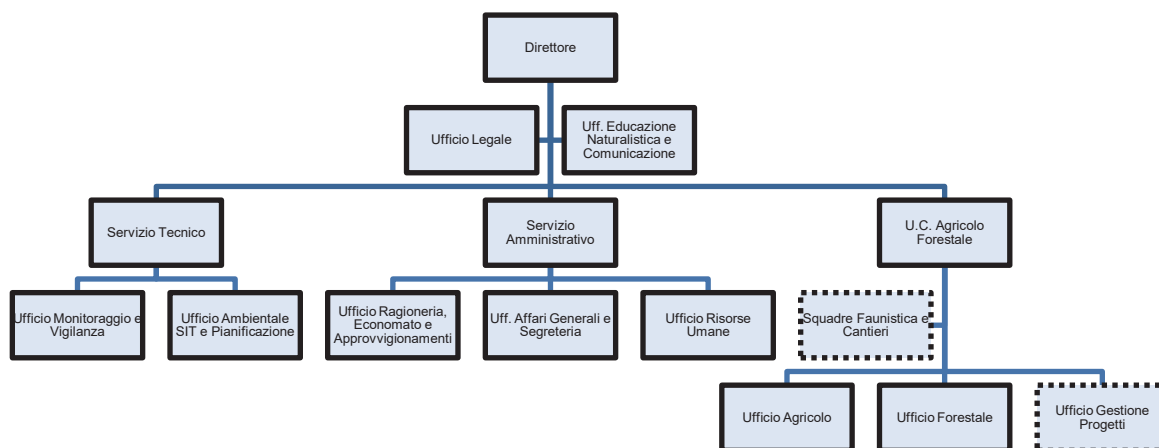 Direttore
Ufficio Legale
Uff. Educazione
Naturalistica e
Comunicazione
Servizio Tecnico
Servizio
Amministrativo
U.C. Agricolo
Forestale
Ufficio Monitoraggio e
Vigilanza
Ufficio Ambientale
SIT e Pianificazione
Ufficio Ragioneria,
Economato e
Approvvigionamenti
Uff. Affari Generali e
Segreteria
Ufficio Risorse
Umane
Squadre Faunistica e
Cantieri
Ufficio Agricolo
Ufficio Forestale
Ufficio Gestione
Progetti